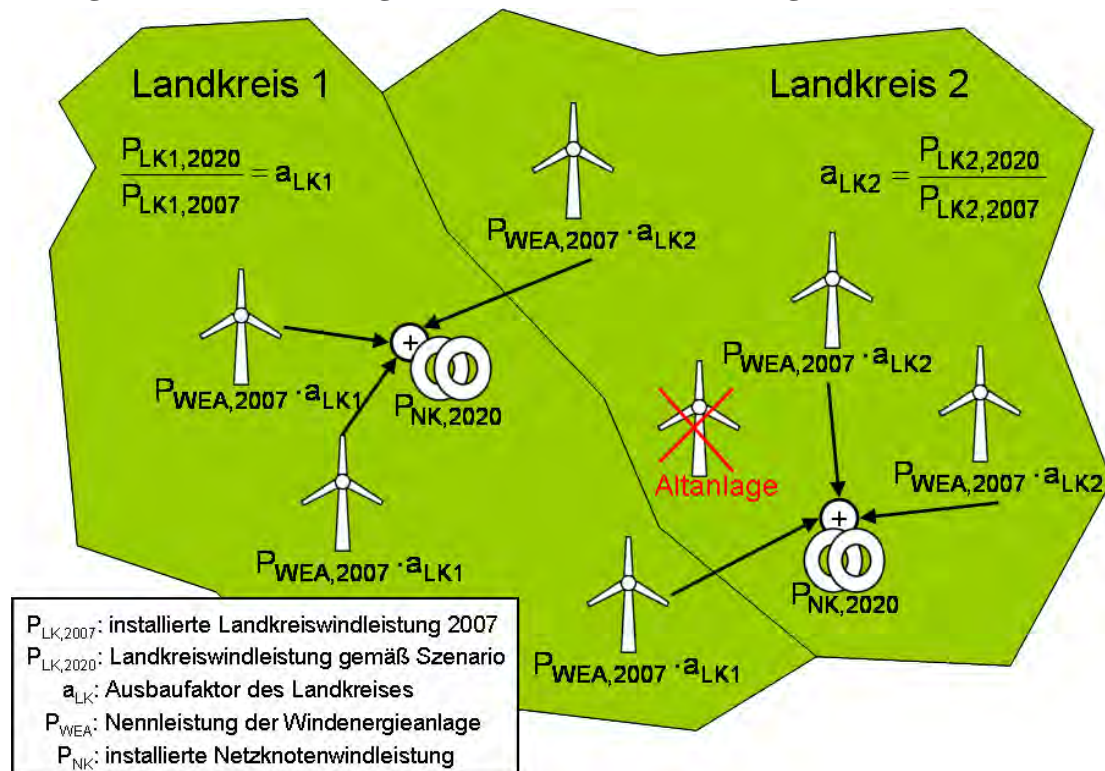 Landkreis 1
Landkreis 2
P_LK1,2020 / P_LK1,2007 = a_LK1
a_LK2 = P_LK2,2020 / P_LK2,2007
P_WEA,2007 · a_LK2
P_WEA,2007 · a_LK1
P_NK,2020
P_WEA,2007 · a_LK2
Altanlage
P_WEA,2007 · a_LK2
P_WEA,2007 · a_LK1
P_NK,2020
P_WEA,2007 · a_LK1
+
+
P_LK,2007: installierte Landkreiswindleistung 2007
P_LK,2020: Landkreiswindleistung gemäß Szenario
a_LK: Ausbaufaktor des Landkreises
P_WEA: Nennleistung der Windenergieanlage
P_NK: installierte Netzknotenwindleistung